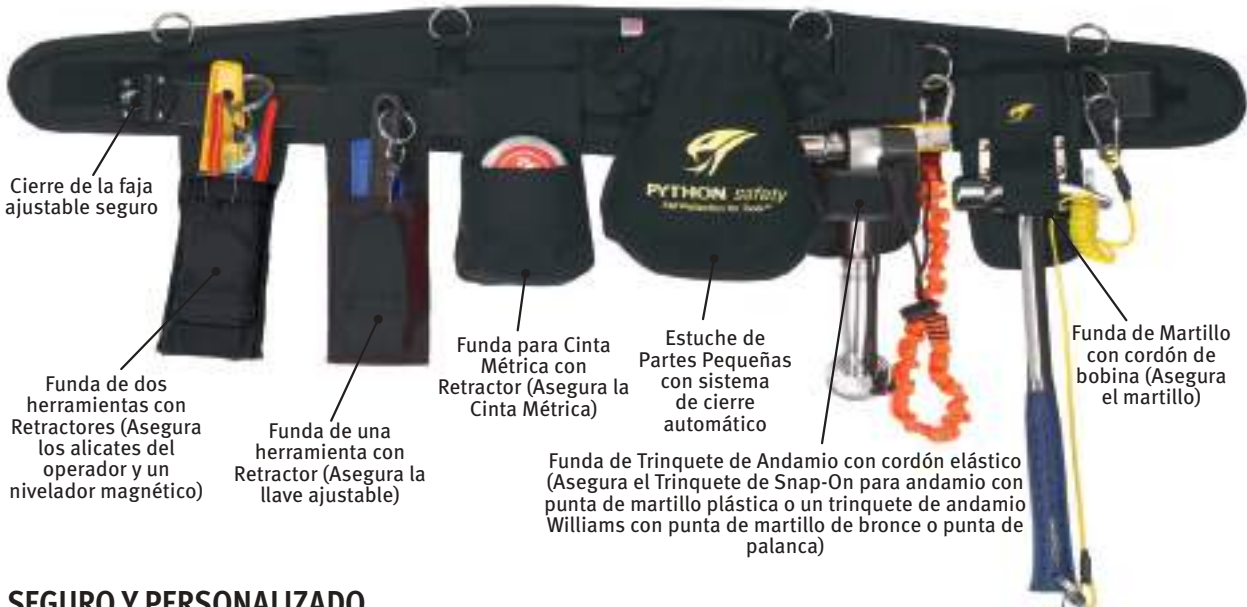 Cierre de la faja
ajustable seguro
Funda de dos
herramientas con
Retractores (Asegura
los alicates del
operador y un
nivelador magnético)
Funda de una
herramienta con
Retractor (Asegura la
llave ajustable)
Funda para Cinta
Métrica con
Retractor (Asegura la
Cinta Métrica)
PYTHON safety
Estuche de
Partes Pequeñas
con sistema
de cierre
automático
Funda de Trinquete de Andamio con cordón elástico
(Asegura el Trinquete de Snap-On para andamio con
punta de martillo plástica o un trinquete de andamio
Williams con punta de martillo de bronce o punta de
palanca)
Funda de Martillo
con cordón de
bobina (Asegura
el martillo)
SEGURO Y PERSONALIZADO